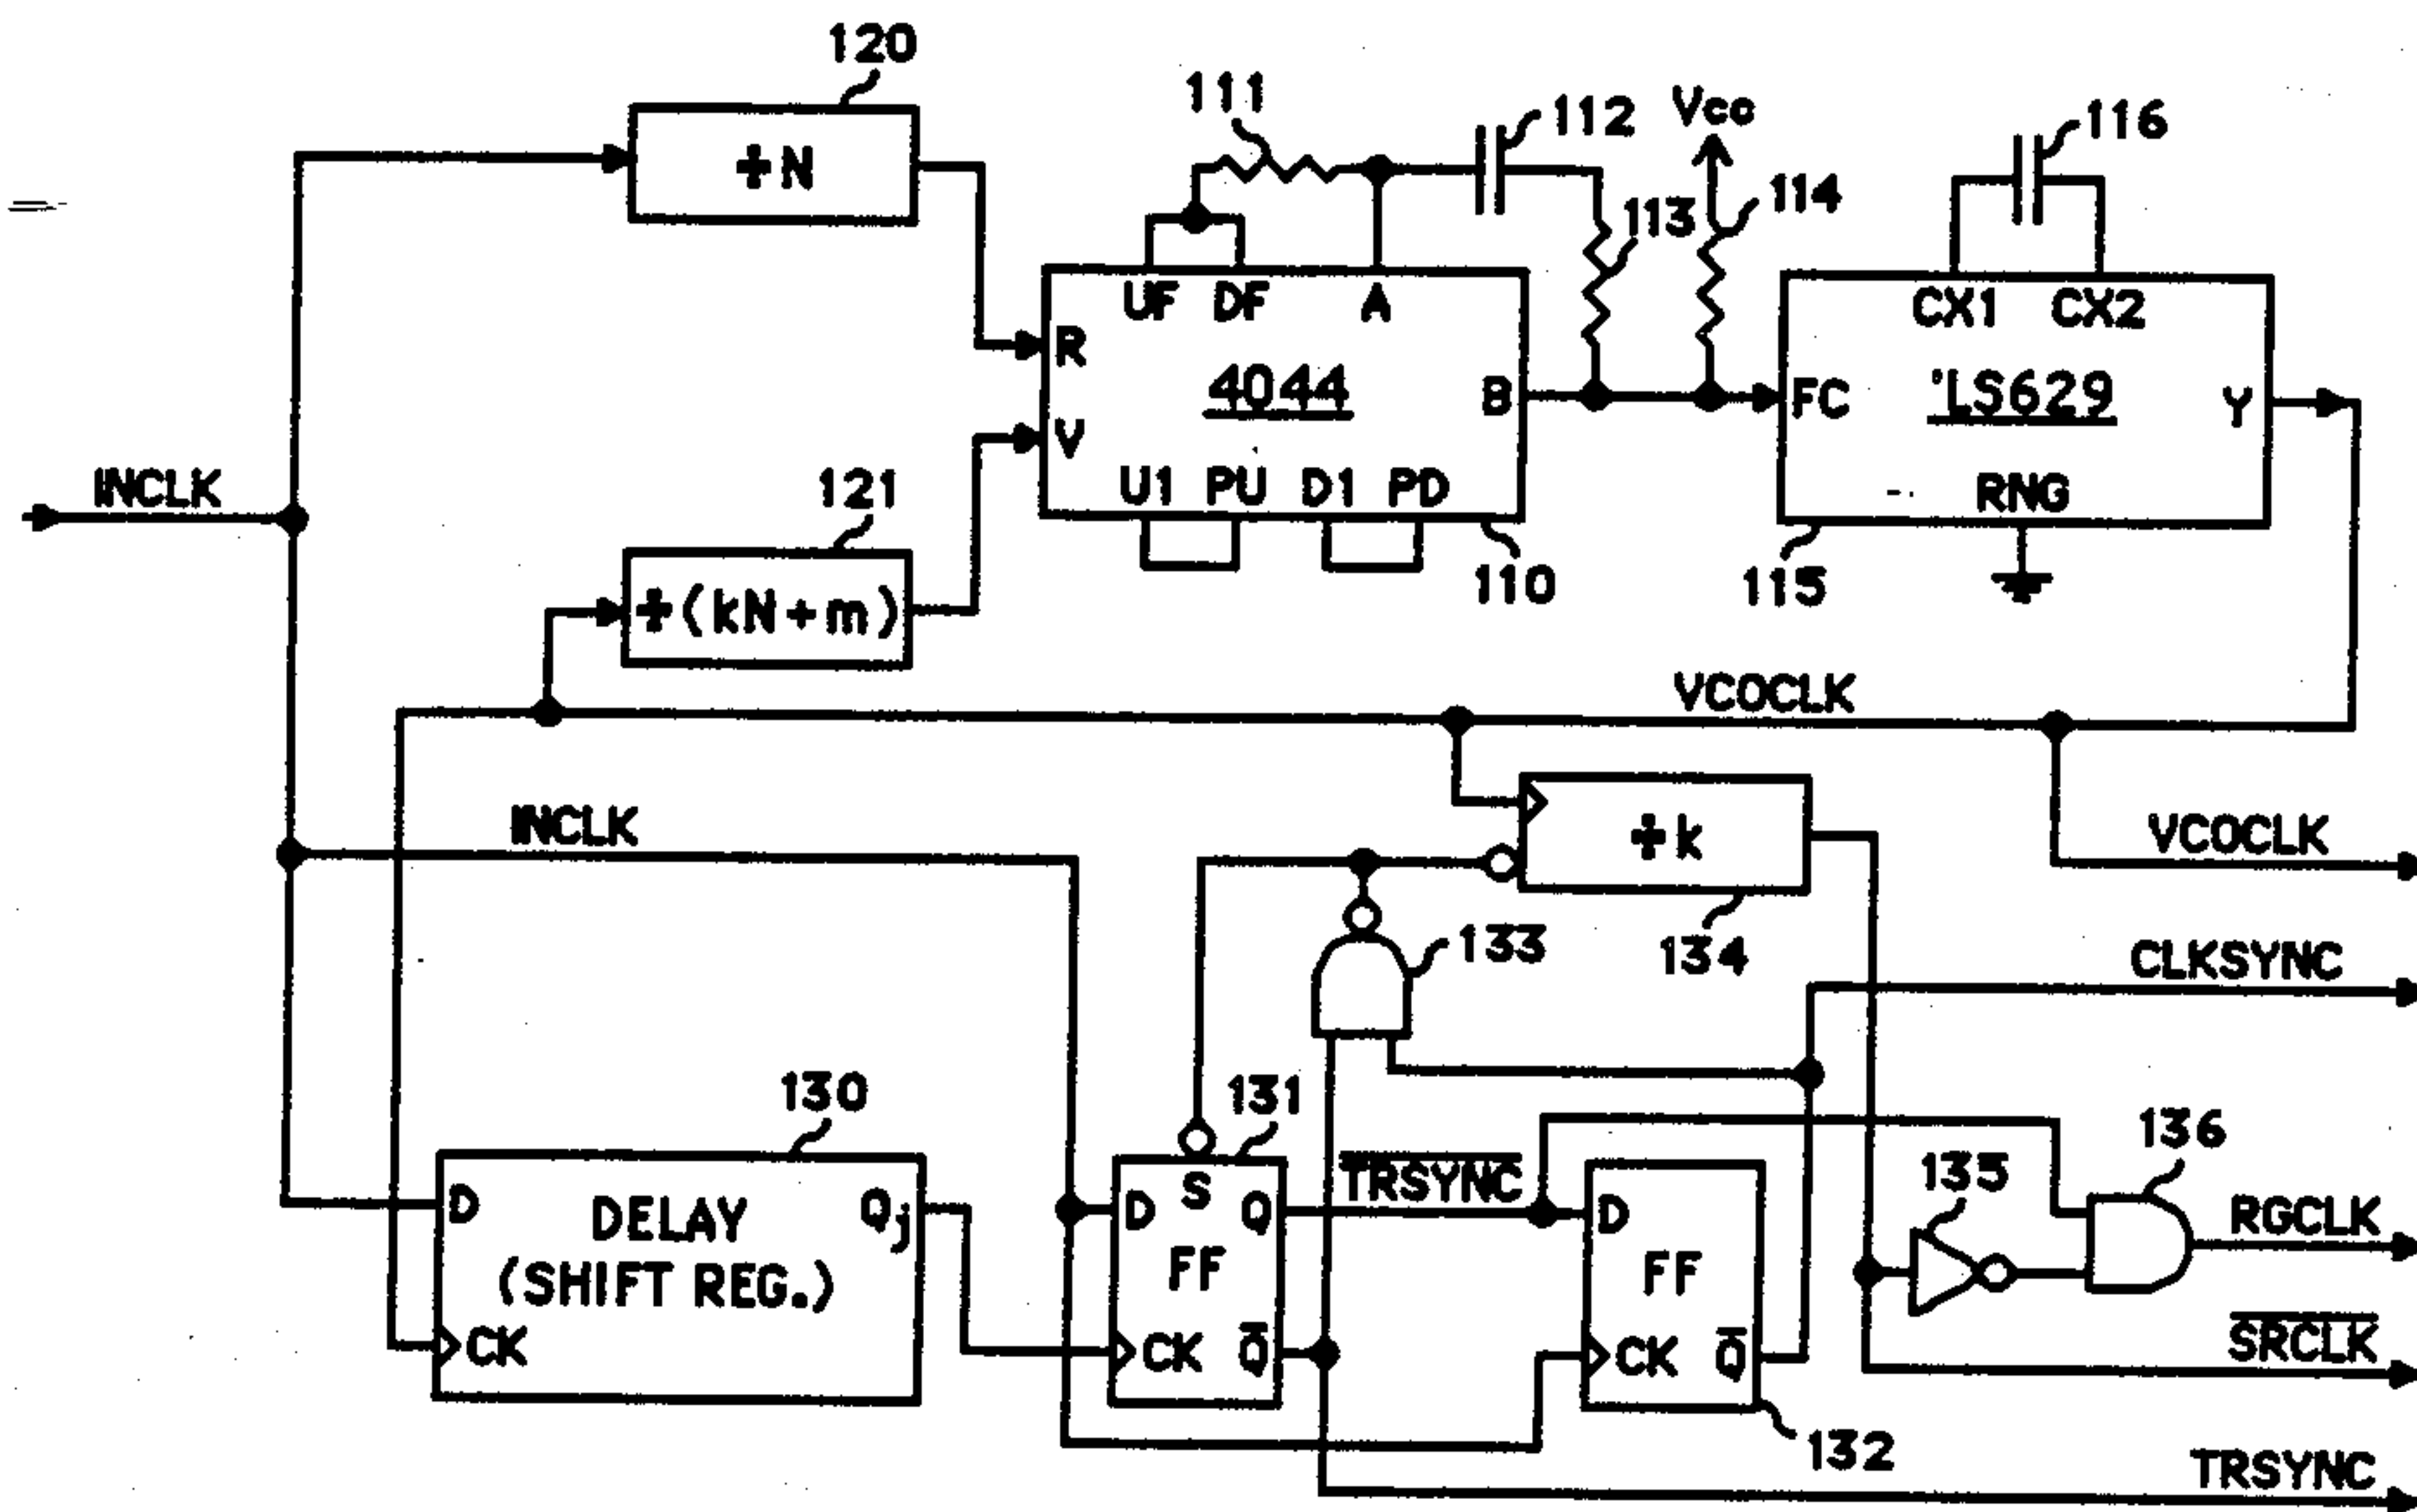 120
÷N
111
112
Vco
113
114
116
UF DF A
R
4044
B
V
U1 PU D1 PD
110
CX1 CX2
FC
'LS629
Y
RNG
115
INCLK
121
÷(kN+m)
VCOCLK
INCLK
÷k
VCOCLK
133
134
CLKSYNC
130
131
TRSYNC
136
135
RGCLK
D
DELAY
Qj
(SHIFT REG.)
CK
D S Q
FF
CK Q̅
D
FF
CK Q̅
SRCLK
132
TRSYNC